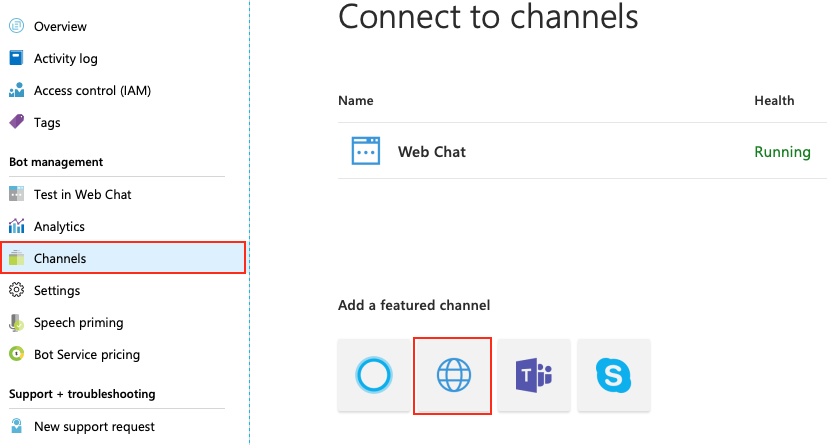 Overview
Activity log
Access control (IAM)
Tags
Bot management
Test in Web Chat
Analytics
Channels
Settings
Speech priming
Bot Service pricing
Support + troubleshooting
New support request
Connect to channels
Name Health
Web Chat Running
Add a featured channel